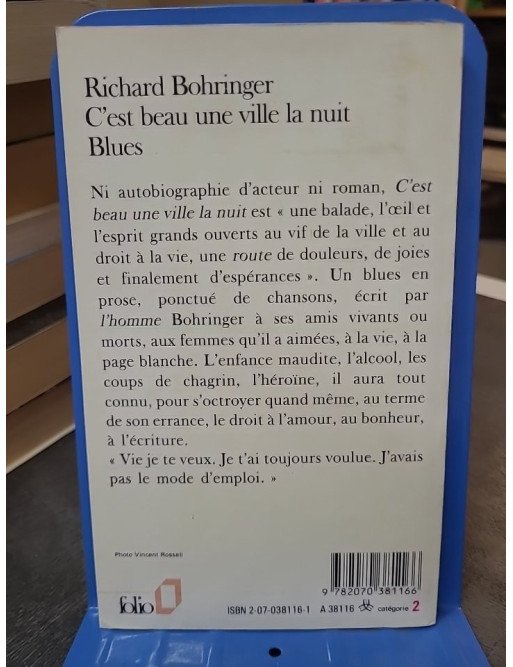 Richard Bohringer
C'est beau une ville la nuit
Blues
Ni autobiographie d'acteur ni roman, C'est
beau une ville la nuit est « une balade, l'œil et
l'esprit grands ouverts au vif de la ville et au
droit à la vie, une route de douleurs, de joies
et finalement d'espérances ». Un blues en
prose, ponctué de chansons, écrit par
l'homme Bohringer à ses amis vivants ou
morts, aux femmes qu'il a aimées, à la vie, à la
page blanche. L'enfance maudite, l'alcool, les
coups de chagrin, l'héroïne, il aura tout
connu, pour s'octroyer quand même, au terme
de son errance, le droit à l'amour, au bonheur,
à l'écriture.
« Vie je te veux. Je t'ai toujours voulue. J'avais
pas le mode d'emploi. »
Photo Vincent Rossell
9 782070 381166
folio
ISBN 2-07-038116-1 A 38116 catégorie 2